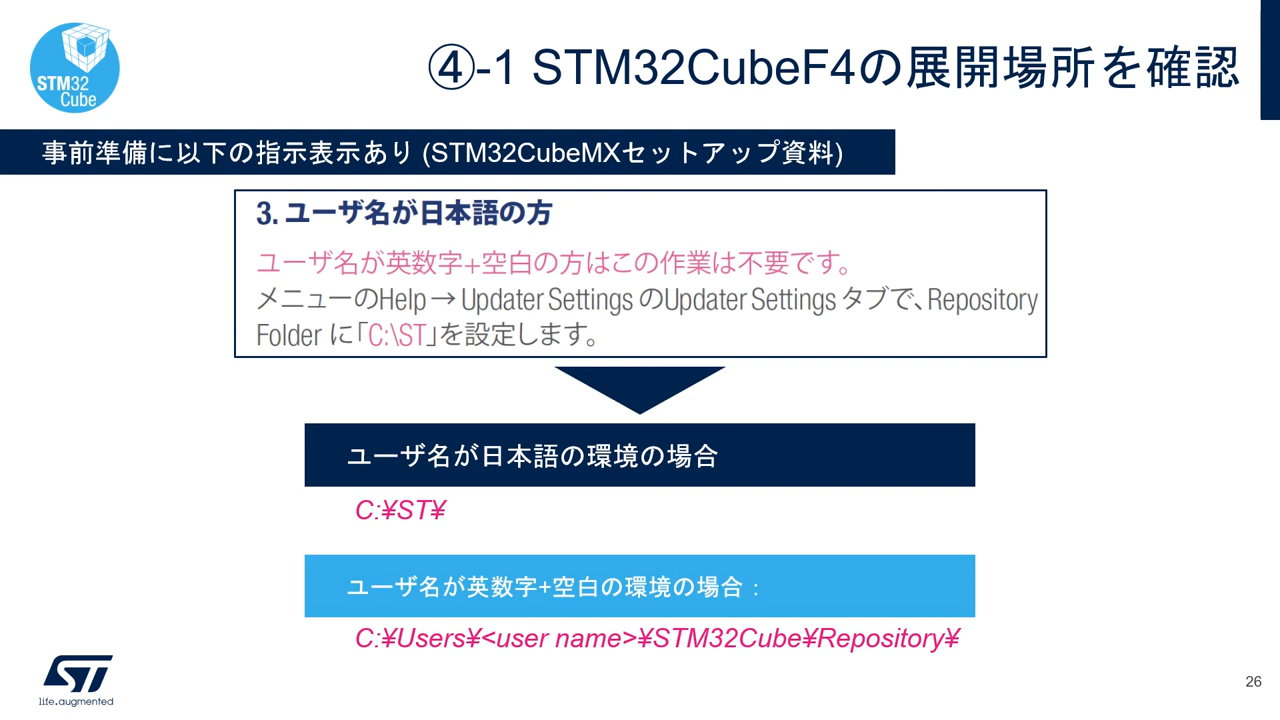 STM32
Cube
④-1 STM32CubeF4の展開場所を確認
事前準備に以下の指示表示あり (STM32CubeMXセットアップ資料)
3. ユーザ名が日本語の方
ユーザ名が英数字+空白の方はこの作業は不要です。
メニューのHelp → Updater Settings のUpdater Settings タブで、Repository
Folder に「C:\ST」を設定します。
ユーザ名が日本語の環境の場合
C:¥ST¥
ユーザ名が英数字+空白の環境の場合：
C:¥Users¥<user name>¥STM32Cube¥Repository¥
ST
life.augmented
26